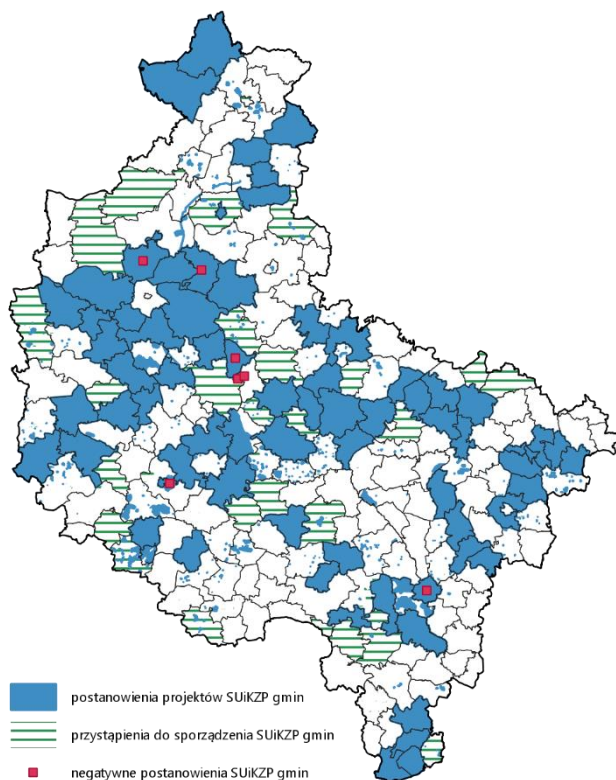 postanowienia projektów SUiKZP gmin
przystąpienia do sporządzenia SUiKZP gmin
negatywne postanowienia SUiKZP gmin